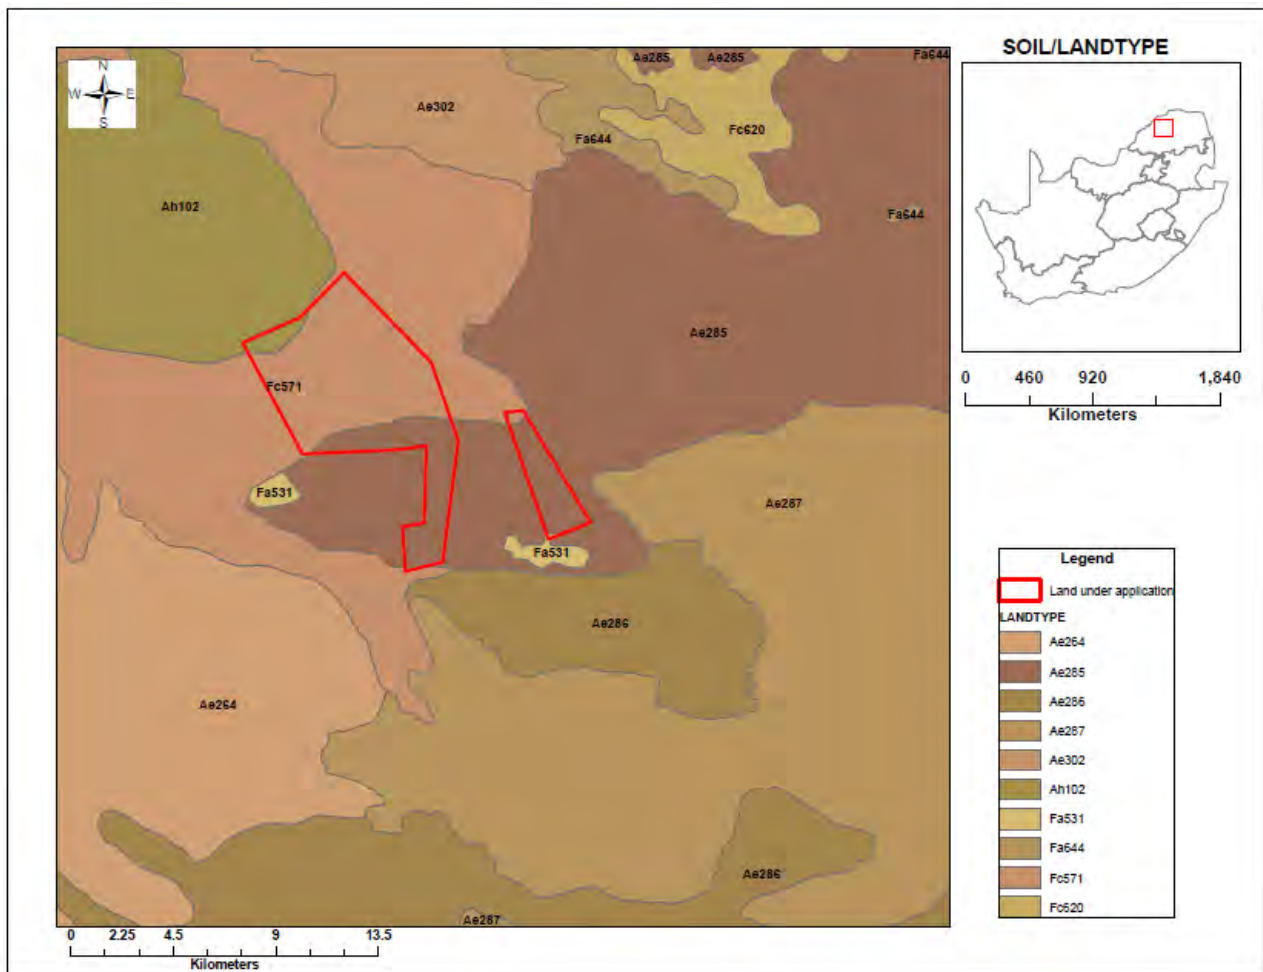 SOIL/LANDTYPE
N
W E
S
Ae302
Ae285
Ae285
Fa644
Fc620
Fa644
Ah102
Fa644
Ae285
Fc571
Fa531
Ae287
Fa531
Ae286
Ae264
Ae286
Ae287
0 2.25 4.5 9 13.5
Kilometers
0 460 920 1,840
Kilometers
Legend
Land under application
LANDTYPE
Ae264
Ae285
Ae286
Ae287
Ae302
Ah102
Fa531
Fa644
Fc571
Fc620